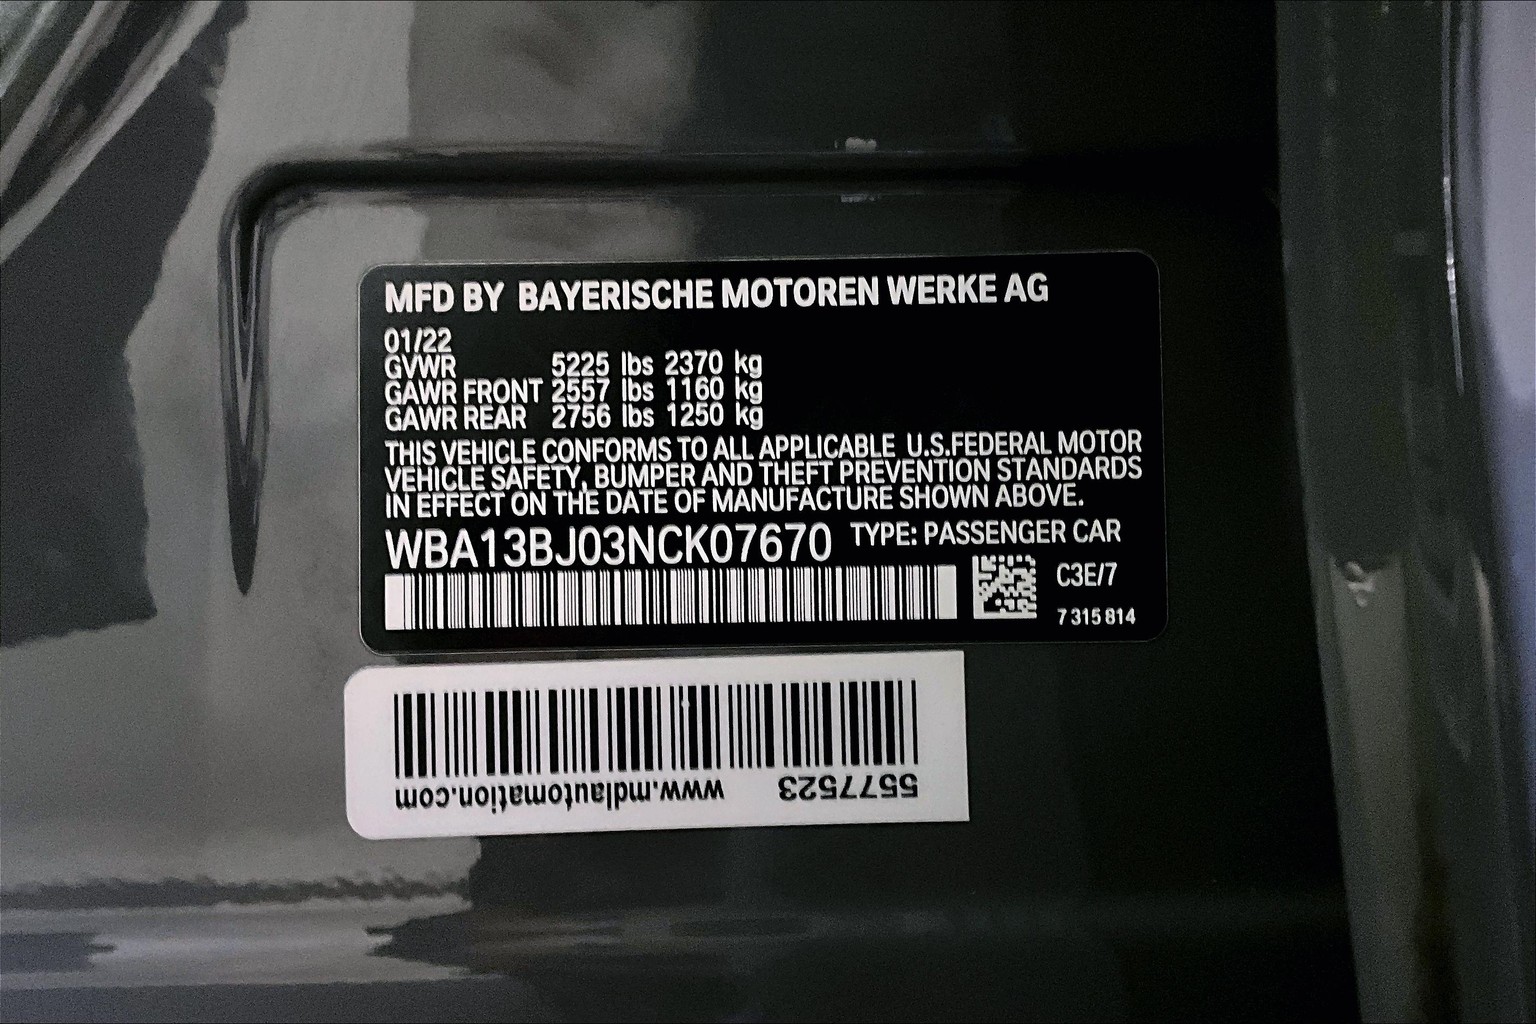 MFD BY BAYERISCHE MOTOREN WERKE AG
01/22
GVWR 5225 lbs 2370 kg
GAWR FRONT 2557 lbs 1160 kg
GAWR REAR 2756 lbs 1250 kg
THIS VEHICLE CONFORMS TO ALL APPLICABLE U.S.FEDERAL MOTOR
VEHICLE SAFETY, BUMPER AND THEFT PREVENTION STANDARDS
IN EFFECT ON THE DATE OF MANUFACTURE SHOWN ABOVE.
WBA13BJ03NCK07670 TYPE: PASSENGER CAR
C3E/7
7 315 814
5577523 www.mdlautomation.com